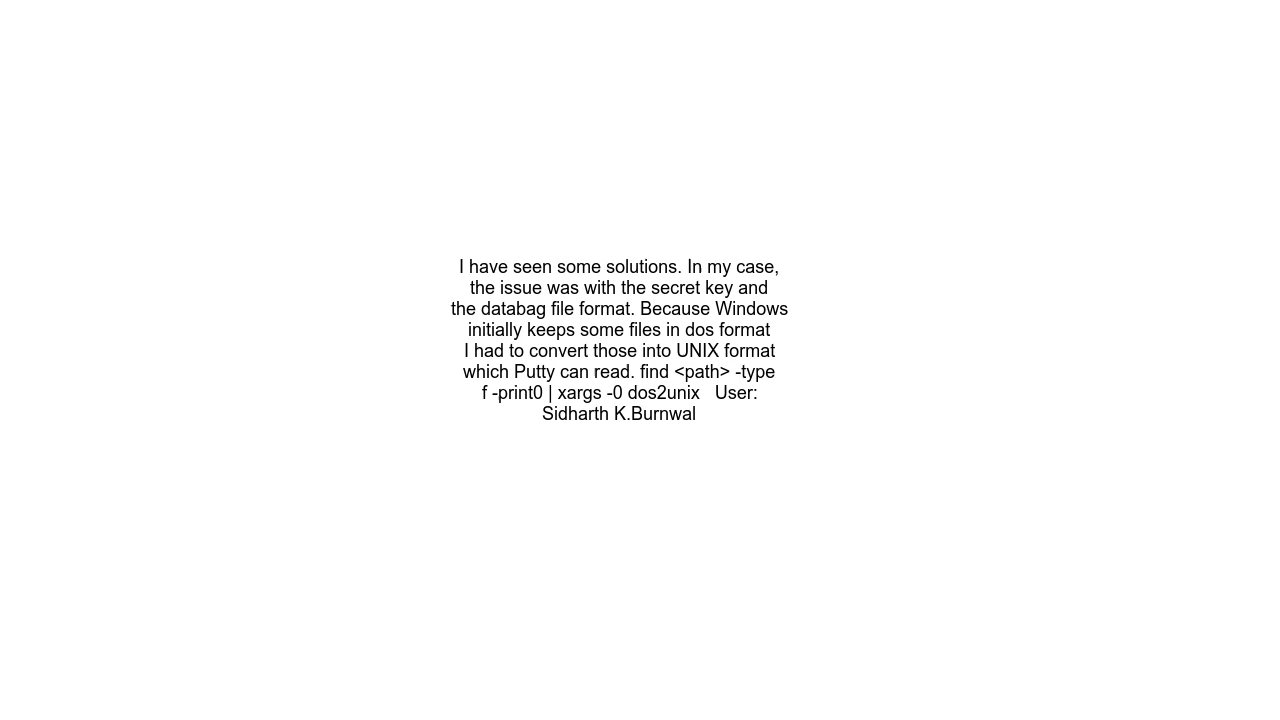 I have seen some solutions. In my case,
the issue was with the secret key and
the databag file format. Because Windows
initially keeps some files in dos format
I had to convert those into UNIX format
which Putty can read. find <path> -type
f -print0 | xargs -0 dos2unix   User:
Sidharth K.Burnwal